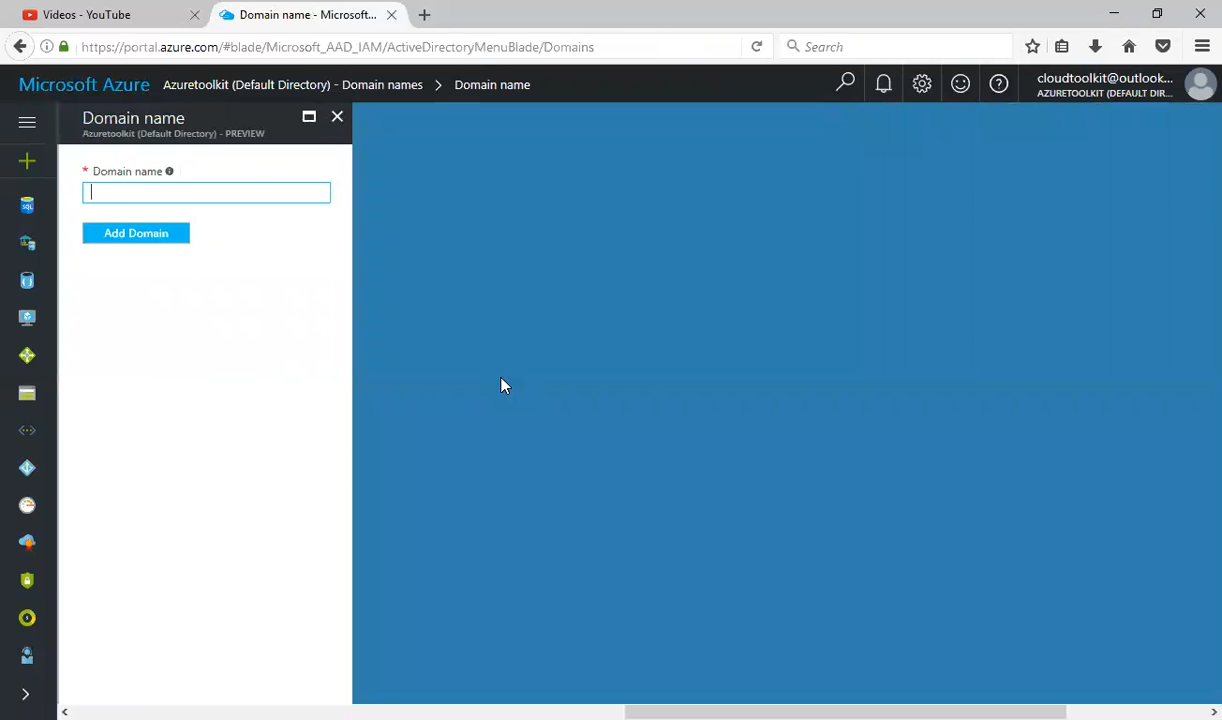 Videos - YouTube
Domain name - Microsoft...
https://portal.azure.com/#blade/Microsoft_AAD_IAM/ActiveDirectoryMenuBlade/Domains
Search
Microsoft Azure Azuretoolkit (Default Directory) - Domain names > Domain name
cloudtoolkit@outlook...
AZURETOOLKIT (DEFAULT DIR...
Domain name
Azuretoolkit (Default Directory) - PREVIEW
* Domain name
Add Domain
SQL